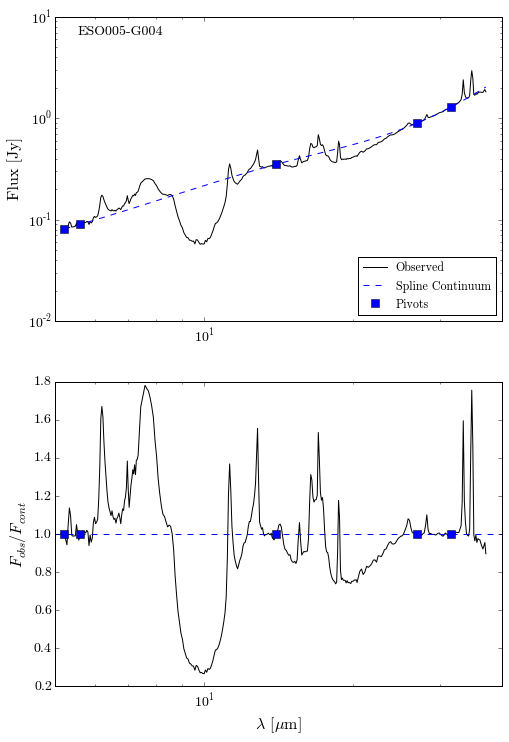 ESO005-G004
10^1
10^0
10^-1
10^-2
Flux [Jy]
Observed
Spline Continuum
Pivots
10^1
1.8
1.6
1.4
1.2
1.0
0.8
0.6
0.4
0.2
F_obs/F_cont
10^1
λ [μm]